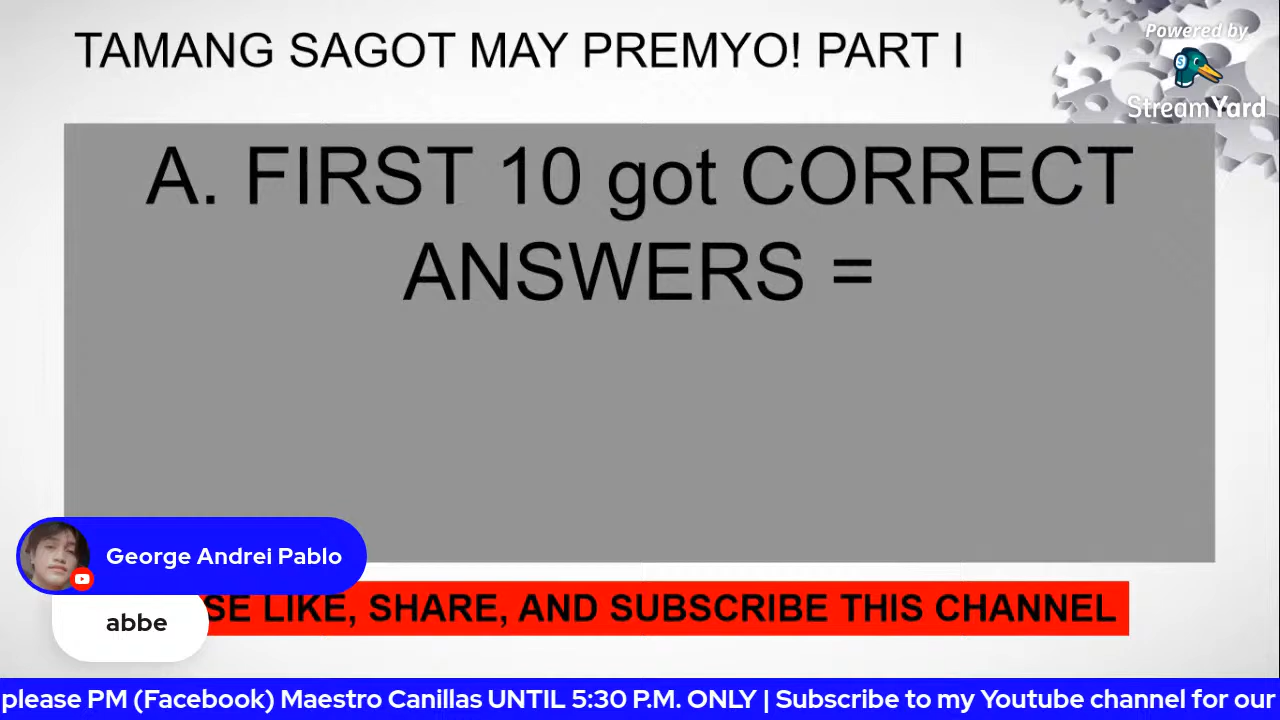 TAMANG SAGOT MAY PREMYO! PART I
Powered by
StreamYard
A. FIRST 10 got CORRECT
ANSWERS =
George Andrei Pablo
abbe
SE LIKE, SHARE, AND SUBSCRIBE THIS CHANNEL
please PM (Facebook) Maestro Canillas UNTIL 5:30 P.M. ONLY | Subscribe to my Youtube channel for our